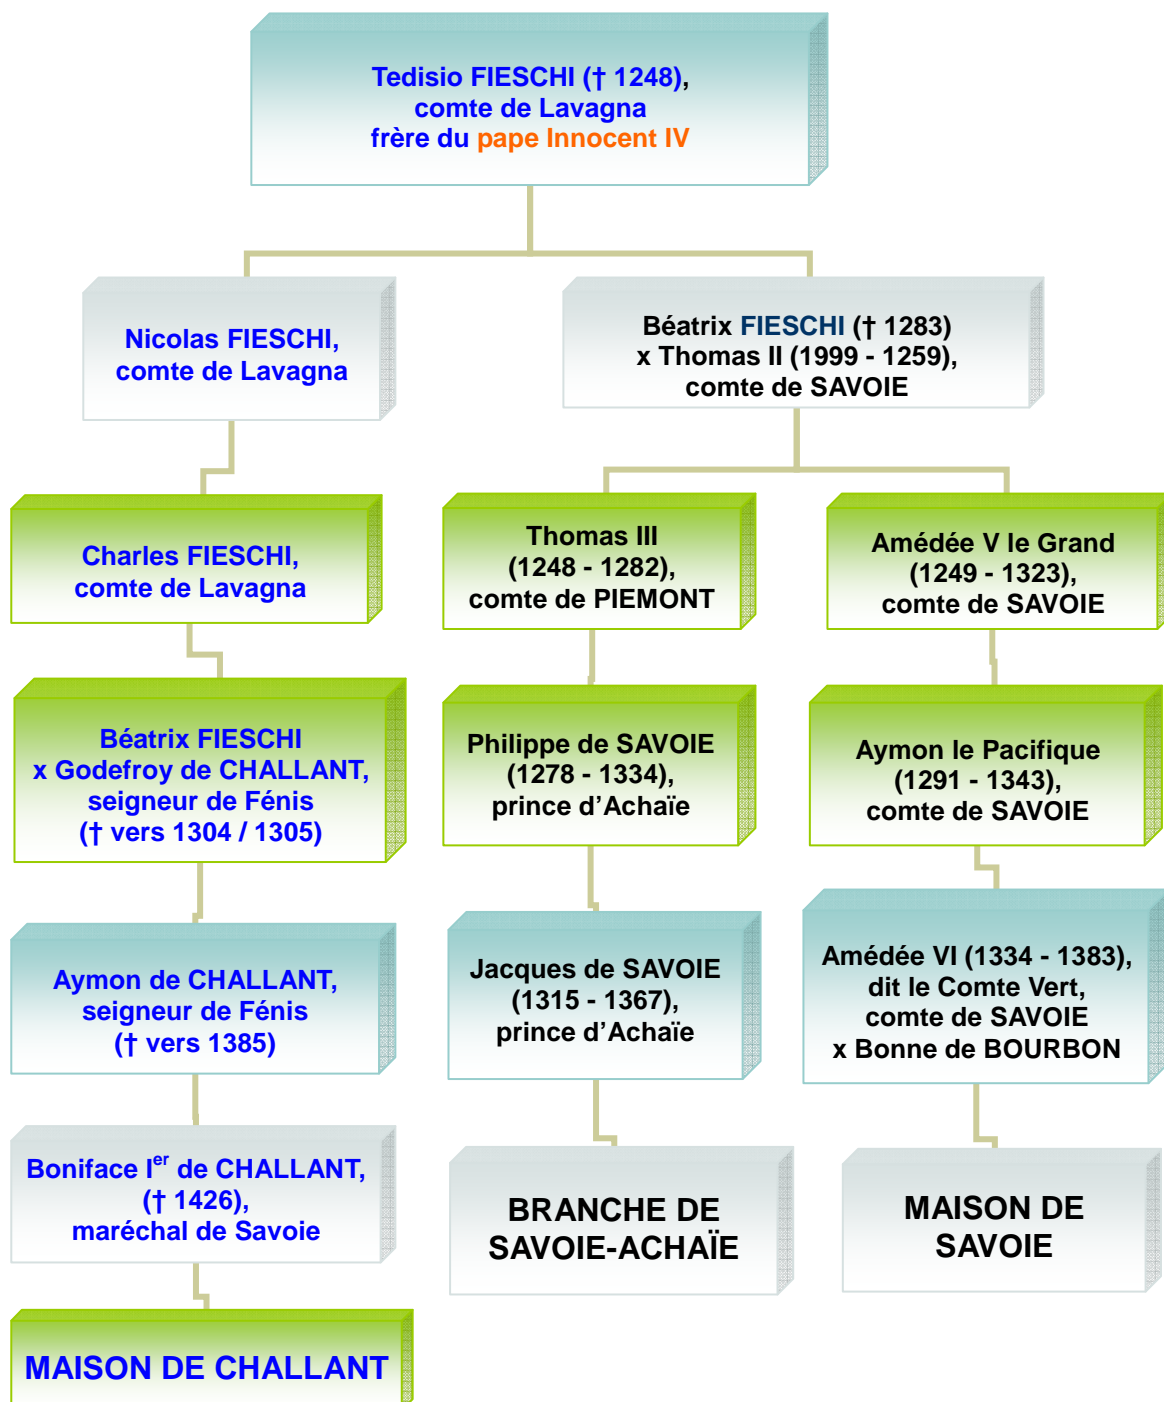 Tedisio FIESCHI († 1248),
comte de Lavagna
frère du pape Innocent IV
Nicolas FIESCHI,
comte de Lavagna
Béatrix FIESCHI († 1283)
x Thomas II (1999 - 1259),
comte de SAVOIE
Charles FIESCHI,
comte de Lavagna
Thomas III
(1248 - 1282),
comte de PIEMONT
Amédée V le Grand
(1249 - 1323),
comte de SAVOIE
Béatrix FIESCHI
x Godefroy de CHALLANT,
seigneur de Fénis
(† vers 1304 / 1305)
Philippe de SAVOIE
(1278 - 1334),
prince d’Achaïe
Aymon le Pacifique
(1291 - 1343),
comte de SAVOIE
Aymon de CHALLANT,
seigneur de Fénis
(† vers 1385)
Jacques de SAVOIE
(1315 - 1367),
prince d’Achaïe
Amédée VI (1334 - 1383),
dit le Comte Vert,
comte de SAVOIE
x Bonne de BOURBON
Boniface Ier de CHALLANT,
(† 1426),
maréchal de Savoie
BRANCHE DE
SAVOIE-ACHAÏE
MAISON DE
SAVOIE
MAISON DE CHALLANT